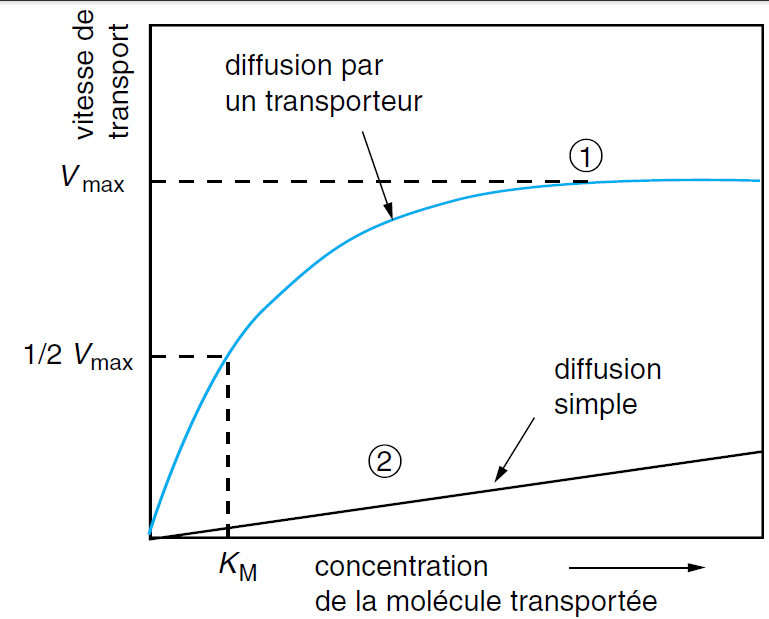 vitesse de
transport
diffusion par
un transporteur
1
Vmax
1/2 Vmax
diffusion
simple
2
KM
concentration
de la molécule transportée